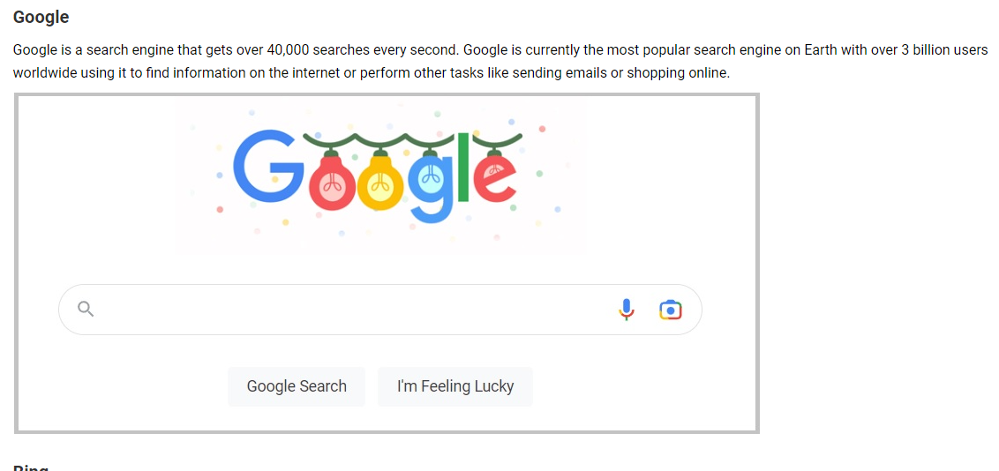 Google
Google is a search engine that gets over 40,000 searches every second. Google is currently the most popular search engine on Earth with over 3 billion users
worldwide using it to find information on the internet or perform other tasks like sending emails or shopping online.
Google
Google Search
I'm Feeling Lucky
Bing